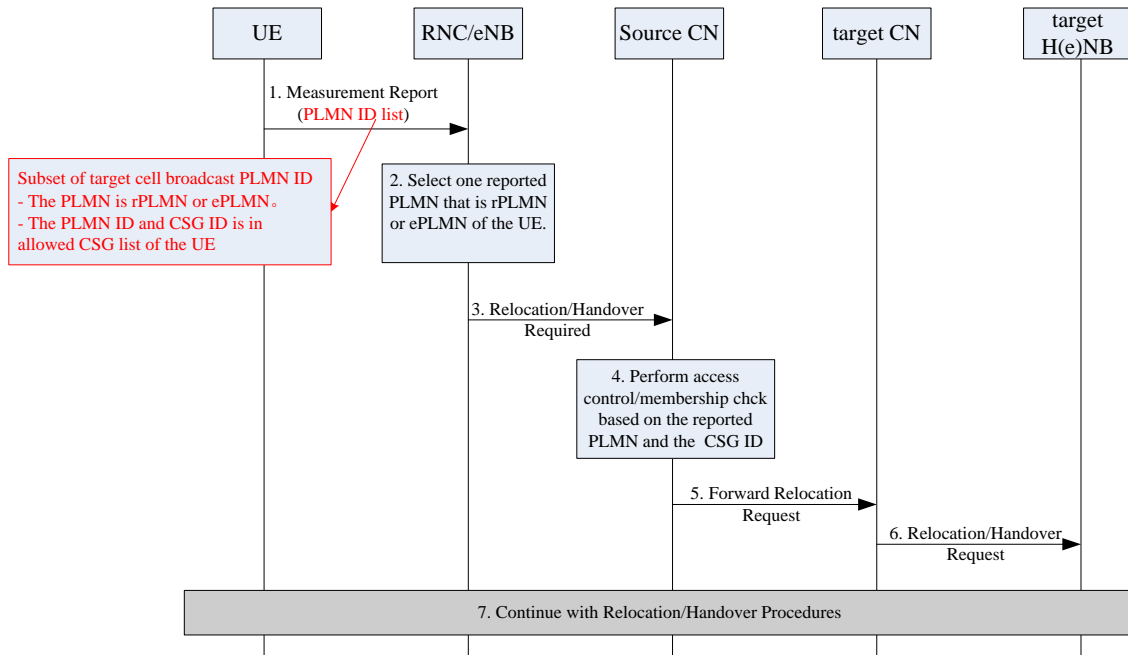 UE
RNC/eNB
Source CN
target CN
target
H(e)NB
1. Measurement Report
(PLMN ID list)
Subset of target cell broadcast PLMN ID
- The PLMN is rPLMN or ePLMN。
- The PLMN ID and CSG ID is in
allowed CSG list of the UE
2. Select one reported
PLMN that is rPLMN
or ePLMN of the UE.
3. Relocation/Handover
Required
4. Perform access
control/membership chck
based on the reported
PLMN and the CSG ID
5. Forward Relocation
Request
6. Relocation/Handover
Request
7. Continue with Relocation/Handover Procedures